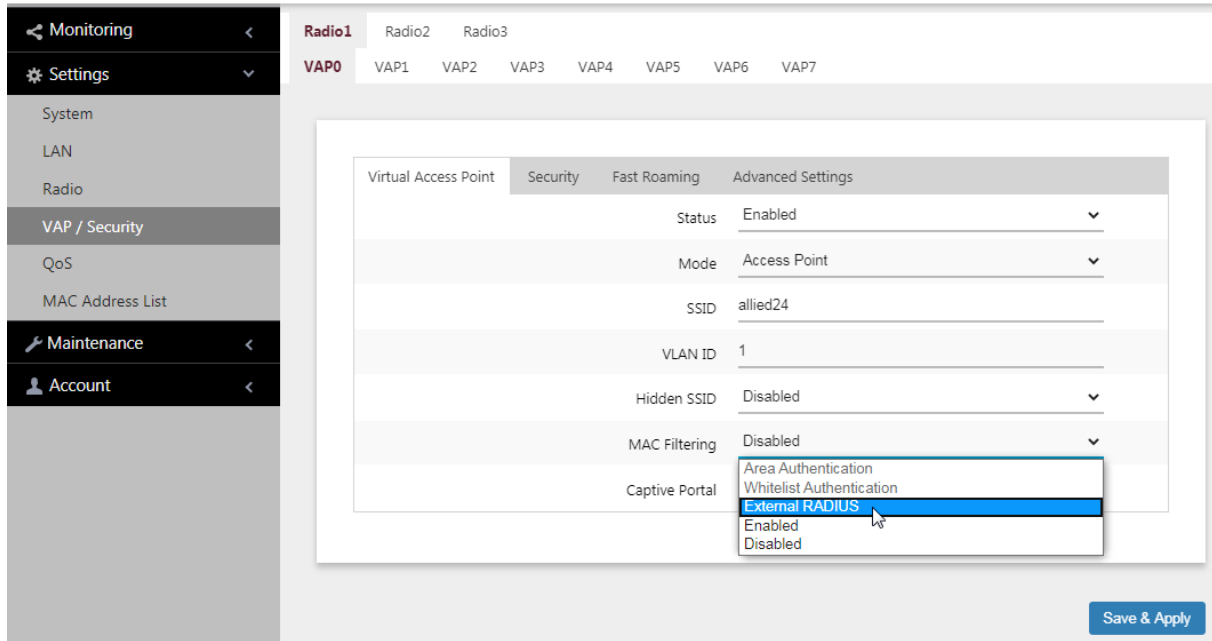 Monitoring
Settings
System
LAN
Radio
VAP / Security
QoS
MAC Address List
Maintenance
Account
Radio1 Radio2 Radio3
VAP0 VAP1 VAP2 VAP3 VAP4 VAP5 VAP6 VAP7
Virtual Access Point Security Fast Roaming Advanced Settings
Status Enabled
Mode Access Point
SSID allied24
VLAN ID 1
Hidden SSID Disabled
MAC Filtering Disabled
Captive Portal
Area Authentication
Whitelist Authentication
External RADIUS
Enabled
Disabled
Save & Apply